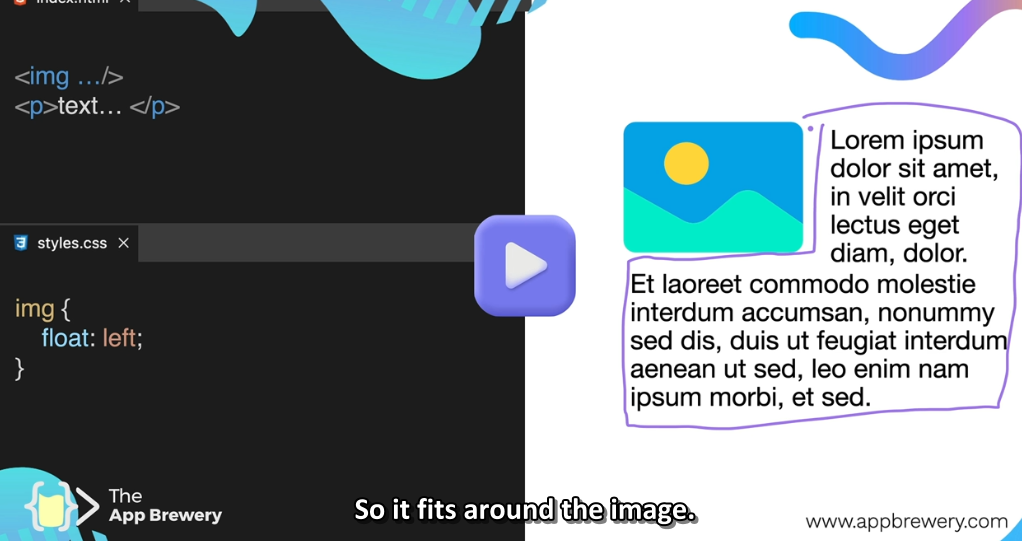 index.html ×
<img .../>
<p>text... </p>
styles.css ×
img {
float: left;
}
Lorem ipsum
dolor sit amet,
in velit orci
lectus eget
diam, dolor.
Et laoreet commodo molestie
interdum accumsan, nonummy
sed dis, duis ut feugiat interdum
aenean ut sed, leo enim nam
ipsum morbi, et sed.
The
App Brewery
So it fits around the image.
www.appbrewery.com